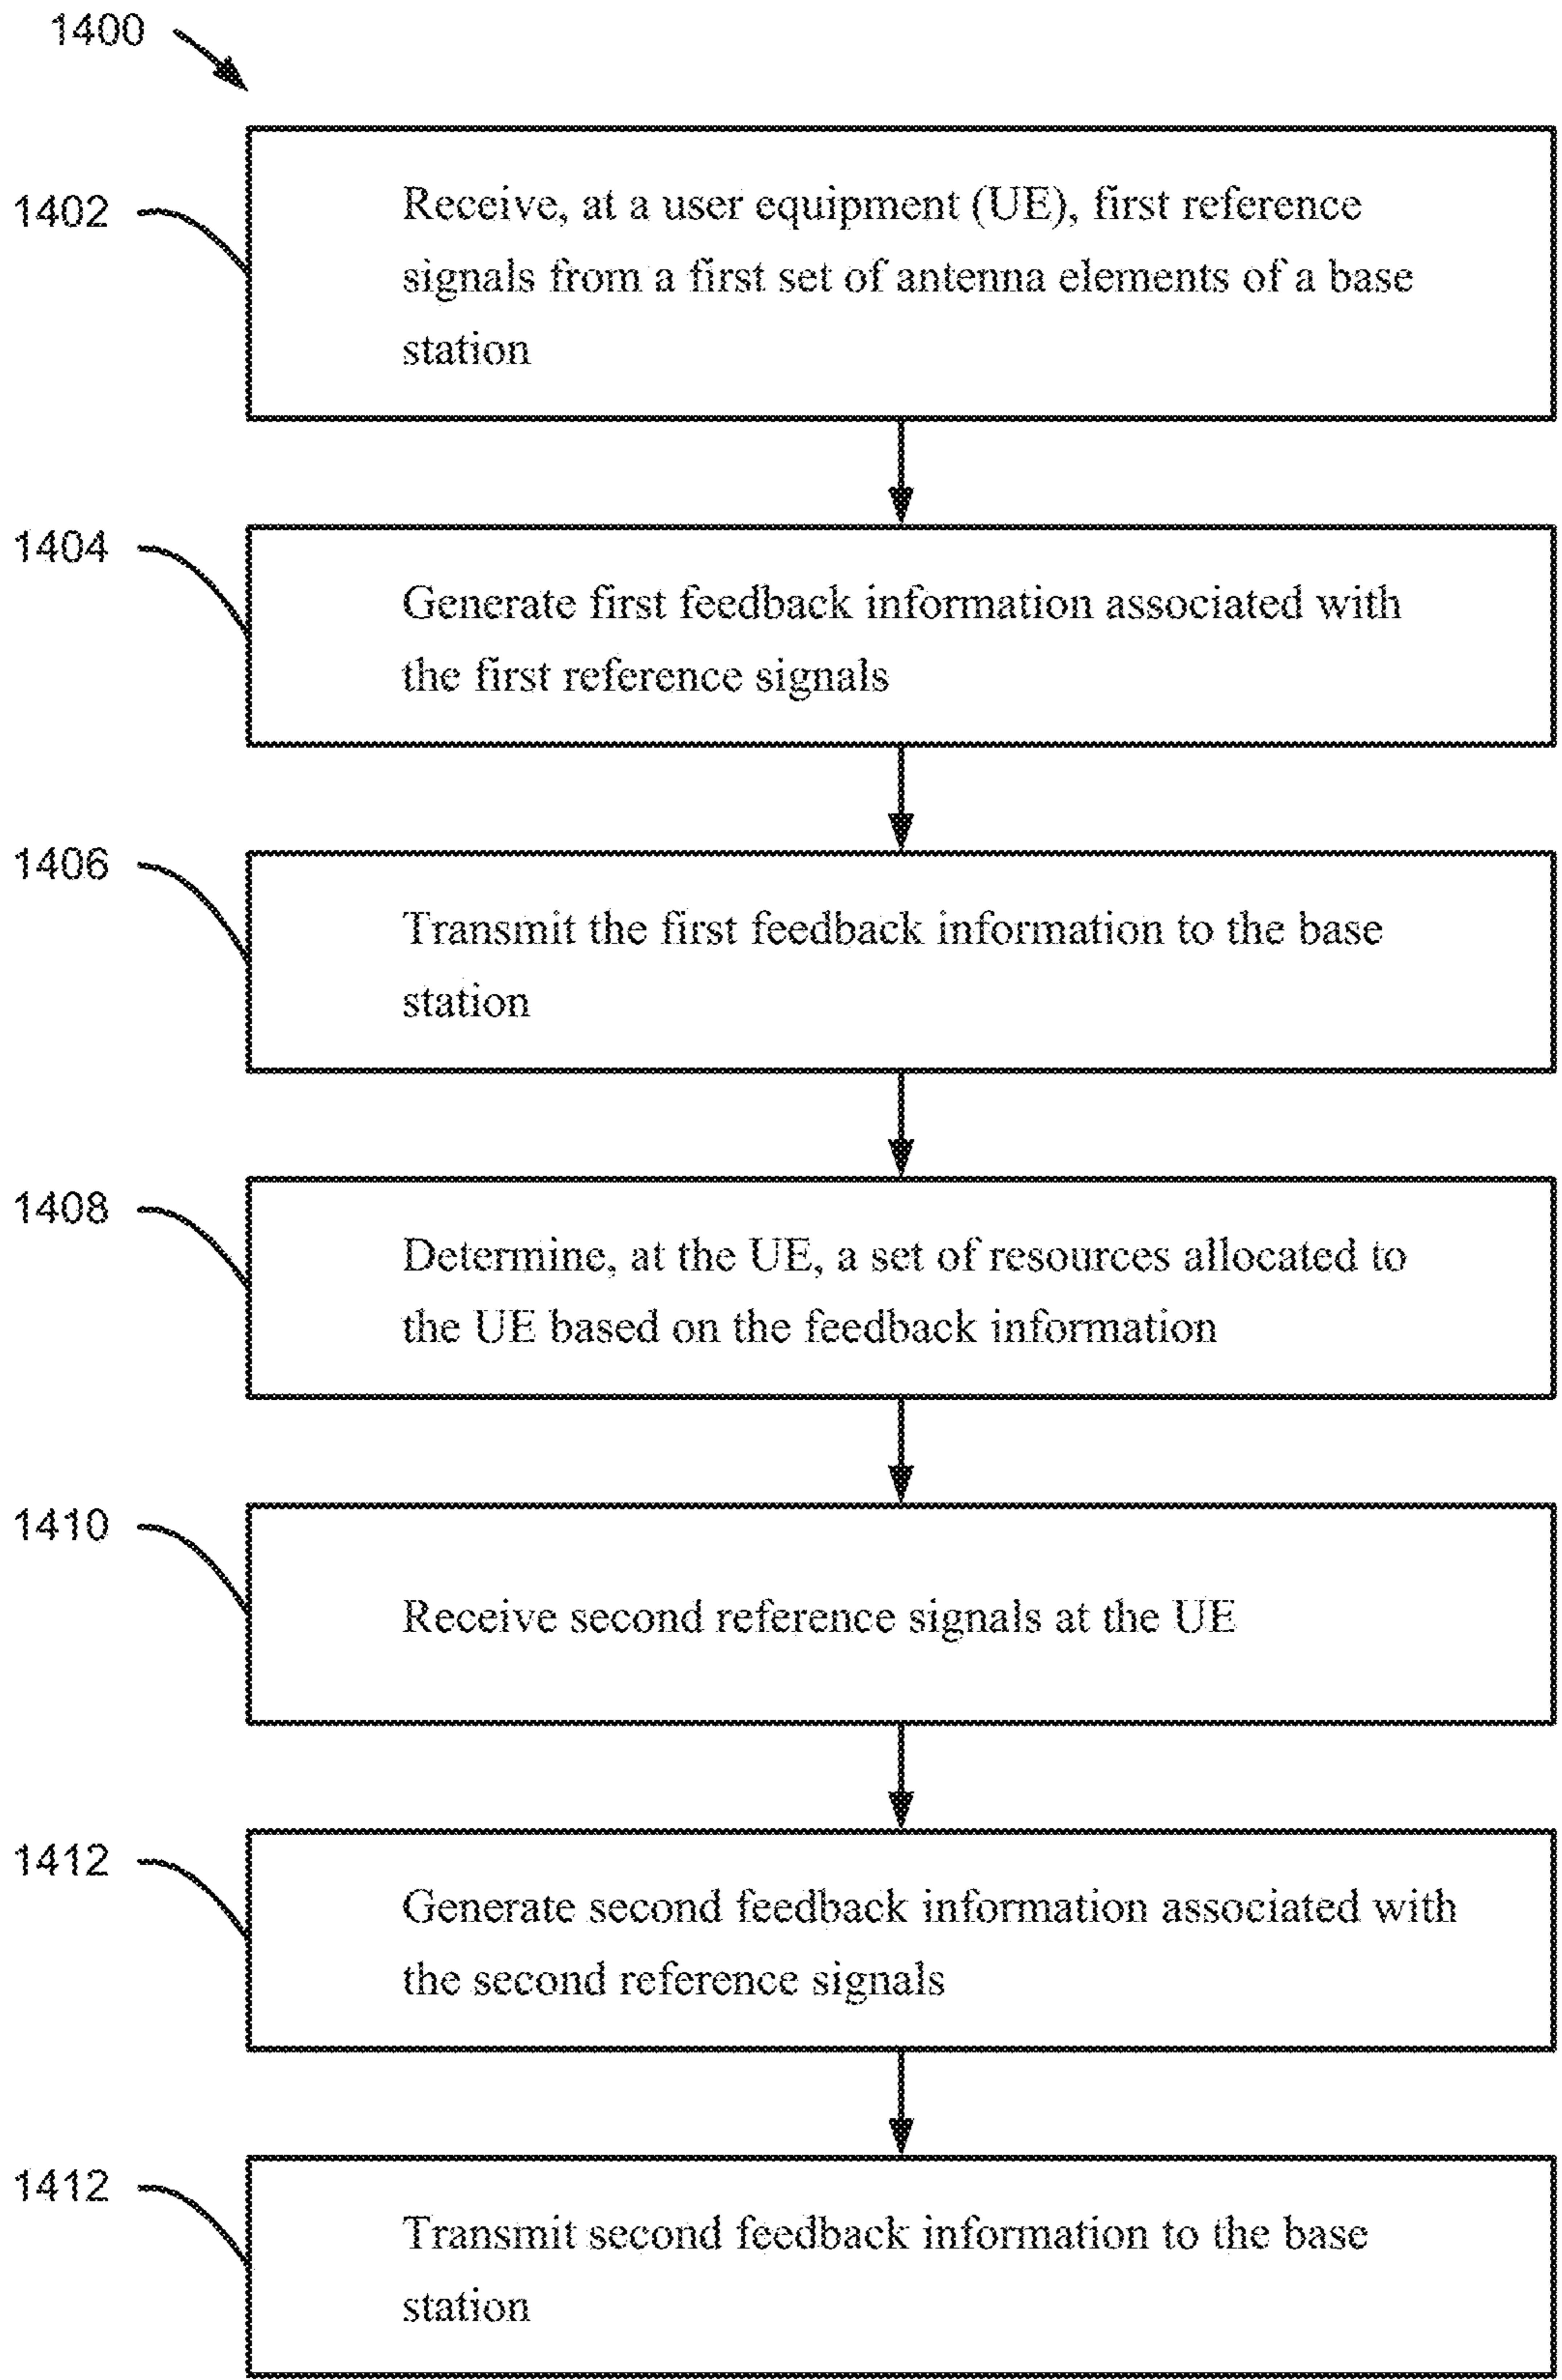 1400
1402
Receive, at a user equipment (UE), first reference
signals from a first set of antenna elements of a base
station
1404
Generate first feedback information associated with
the first reference signals
1406
Transmit the first feedback information to the base
station
1408
Determine, at the UE, a set of resources allocated to
the UE based on the feedback information
1410
Receive second reference signals at the UE
1412
Generate second feedback information associated with
the second reference signals
1412
Transmit second feedback information to the base
station